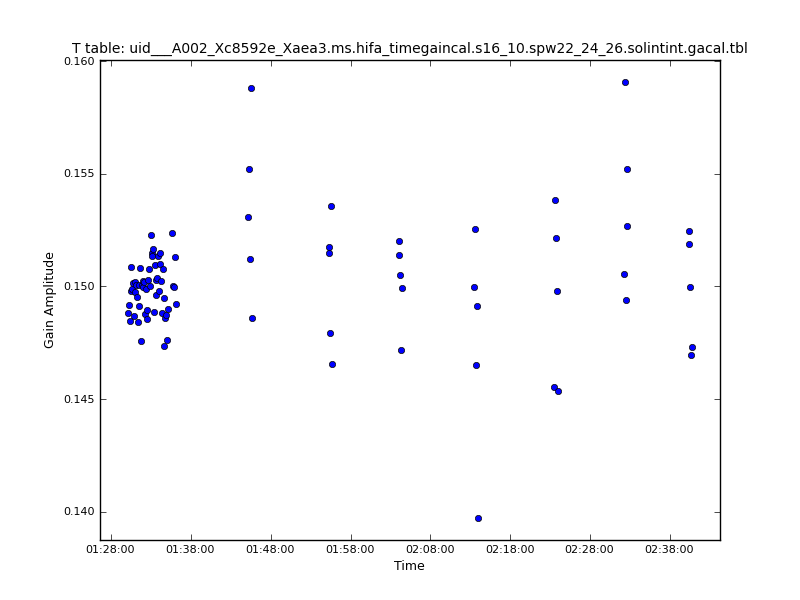 T table: uid___A002_Xc8592e_Xaea3.ms.hifa_timegaincal.s16_10.spw22_24_26.solintint.gacal.tbl
0.160
0.155
0.150
0.145
0.140
Gain Amplitude
01:28:00 01:38:00 01:48:00 01:58:00 02:08:00 02:18:00 02:28:00 02:38:00
Time